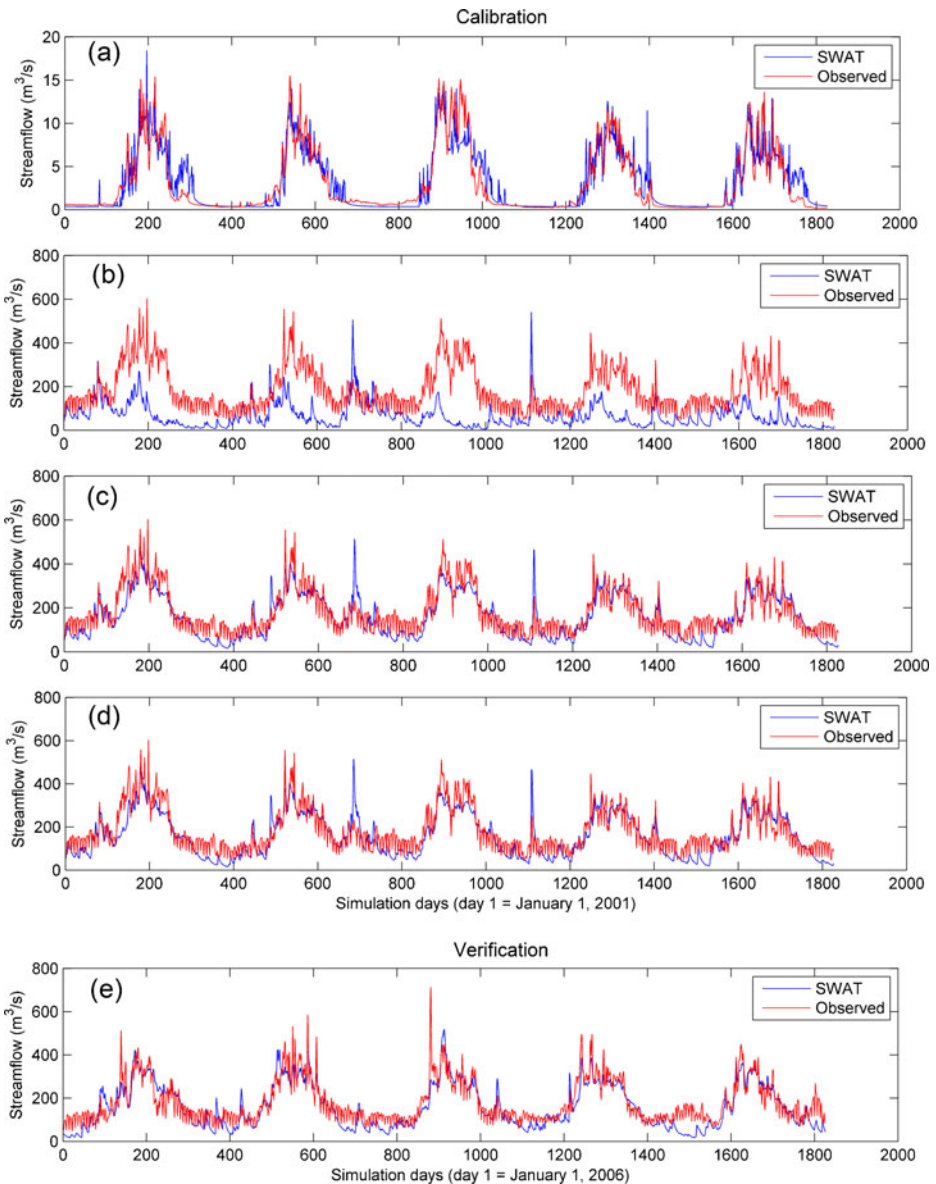 Calibration
(a)
Streamflow (m³/s)
20
15
10
5
0
SWAT
Observed
200 400 600 800 1000 1200 1400 1600 1800 2000
(b)
Streamflow (m³/s)
800
600
400
200
0
SWAT
Observed
0 200 400 600 800 1000 1200 1400 1600 1800 2000
(c)
Streamflow (m³/s)
800
600
400
200
0
SWAT
Observed
0 200 400 600 800 1000 1200 1400 1600 1800 2000
(d)
Streamflow (m³/s)
800
600
400
200
0
SWAT
Observed
0 200 400 600 800 1000 1200 1400 1600 1800 2000
Simulation days (day 1 = January 1, 2001)
Verification
(e)
Streamflow (m³/s)
800
600
400
200
0
SWAT
Observed
0 200 400 600 800 1000 1200 1400 1600 1800 2000
Simulation days (day 1 = January 1, 2006)